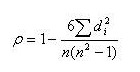 ρ = 1 − 6∑ d_i^2 / n(n^2 − 1)